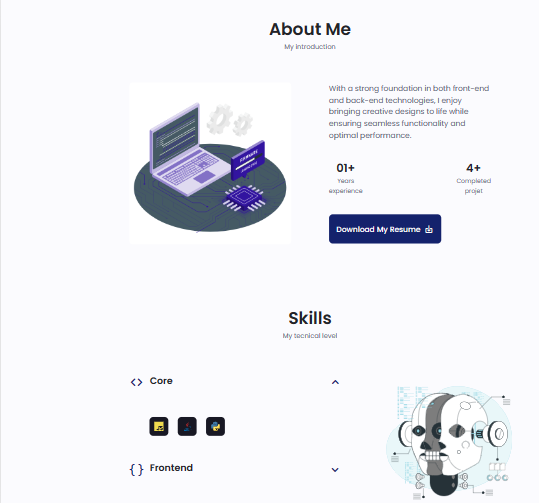 About Me
My introduction
With a strong foundation in both front-end
and back-end technologies, I enjoy
bringing creative designs to life while
ensuring seamless functionality and
optimal performance.
01+
Years
experience
4+
Completed
projet
Download My Resume
Skills
My tecnical level
Core
JS
{ } Frontend